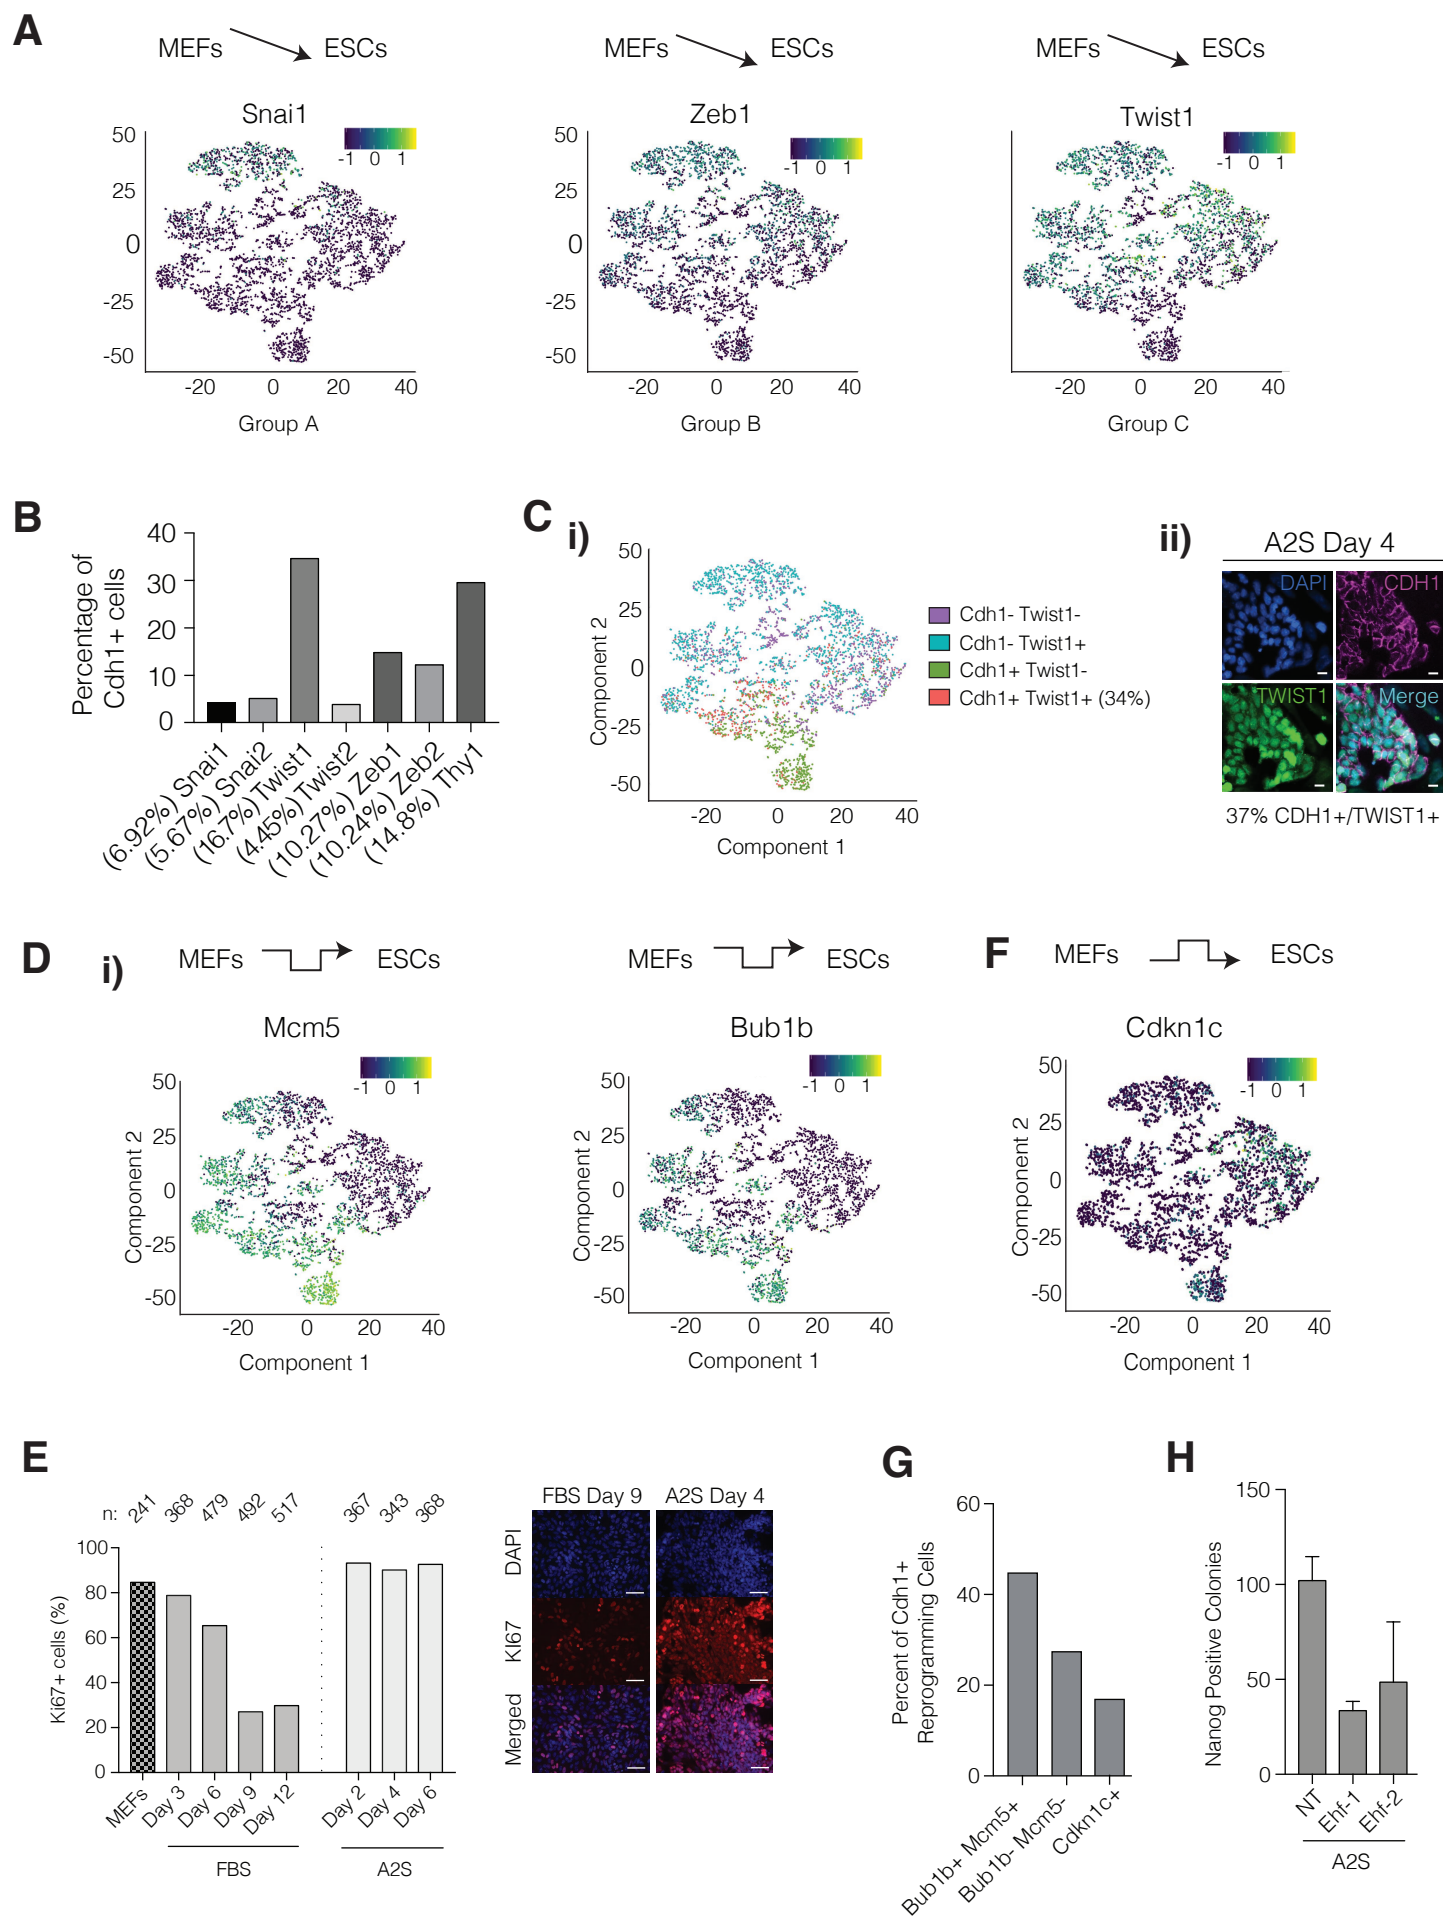 A
MEFs ESCs
MEFs ESCs
MEFs ESCs
Snai1
Zeb1
Twist1
-1 0 1
-1 0 1
-1 0 1
50
25
0
-25
-50
-20 0 20 40
Group A
50
25
0
-25
-50
-20 0 20 40
Group B
-20 0 20 40
Group C
B
Percentage of
Cdh1+ cells
40
30
20
10
0
(6.92%) Snai1
(5.67%) Snai2
(16.7%) Twist1
(4.45%) Twist2
(10.27%) Zeb1
(10.24%) Zeb2
(14.8%) Thy1
C
i)
Component 2
50
25
0
-25
-50
-20 0 20 40
Component 1
Cdh1- Twist1-
Cdh1- Twist1+
Cdh1+ Twist1-
Cdh1+ Twist1+ (34%)
ii)
A2S Day 4
DAPI
CDH1
TWIST1
Merge
37% CDH1+/TWIST1+
D
i)
MEFs ESCs
Mcm5
-1 0 1
Component 2
50
25
0
-25
-50
-20 0 20 40
Component 1
MEFs ESCs
Bub1b
-1 0 1
Component 2
50
25
0
-25
-50
-20 0 20 40
Component 1
F
MEFs ESCs
Cdkn1c
-1 0 1
Component 2
50
25
0
-25
-50
-20 0 20 40
Component 1
E
n: 241 368 479 492 517 367 343 368
Ki67+ cells (%)
100
80
60
40
20
0
MEFs
Day 3
Day 6
Day 9
Day 12
Day 2
Day 4
Day 6
FBS
A2S
FBS Day 9
A2S Day 4
DAPI
KI67
Merged
G
Percent of Cdh1+
Reprogramming Cells
60
40
20
0
Bub1b+ Mcm5+
Bub1b- Mcm5-
Cdkn1c+
H
Nanog Positive Colonies
150
100
50
0
NT
Ehf-1
Ehf-2
A2S